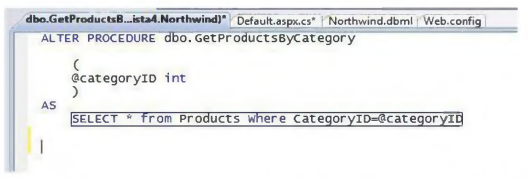 dbo.GetProductsB...ista4.Northwind)* Default.aspx.cs* Northwind.dbml Web.config
ALTER PROCEDURE dbo.GetProductsByCategory
(
@categoryID int
)
AS
SELECT * from Products Where CategoryID=@categoryID